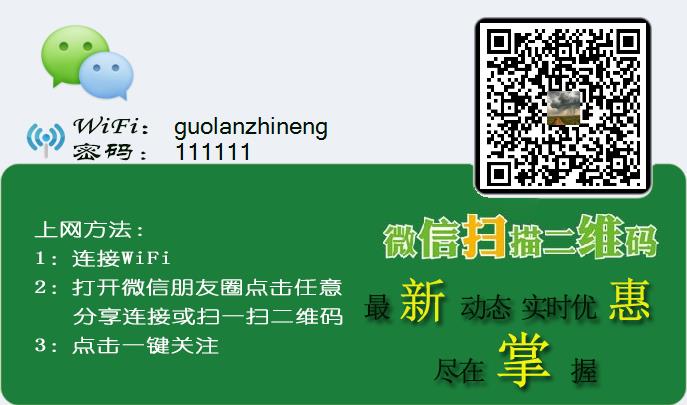 WiFi： guolanzhineng
密码： 111111
上网方法：
1：连接WiFi
2：打开微信朋友圈点击任意
分享连接或扫一扫二维码
3：点击一键关注
微信扫描二维码
最新动态 实时优惠
尽在掌握